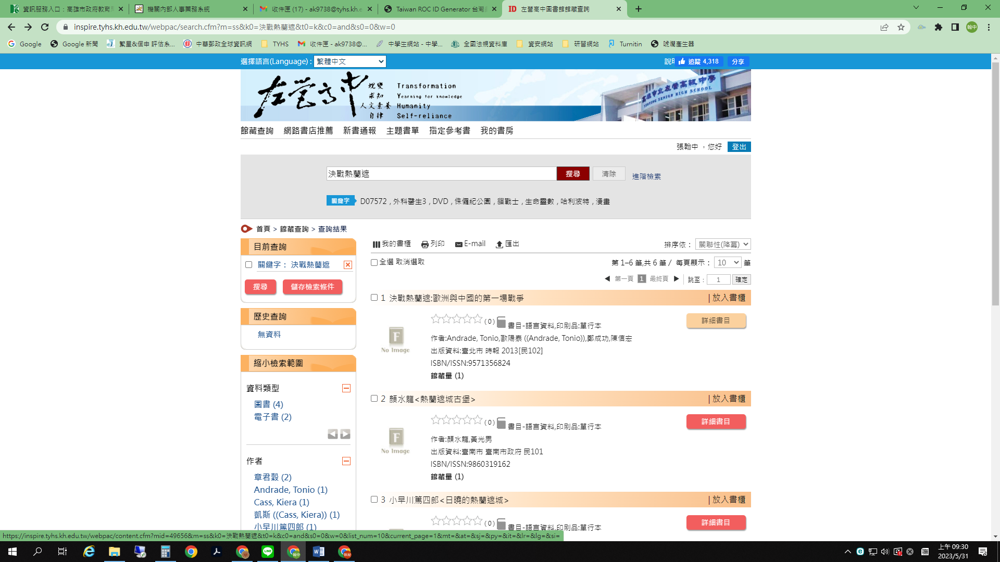 資訊服務入口：高雄市政府教育局
機關內部人事業務系統
收件匣 (17) - ak9738@tyhs.kh.e
Taiwan ROC ID Generator 台灣
左營高中圖書館館藏查詢
inspire.tyhs.kh.edu.tw/webpac/search.cfm?m=ss&k0=決戰熱蘭遮&t0=k&c0=and&s0=0&w=0
翰中
Google
Google 新聞
繁星&個申 評估系...
中華郵政全球資訊網
TYHS
收件匣 - ak9738@...
中學生網站 - 中學...
全國法規資料庫
資安網站
研習網站
Turnitin
唬爛產生器
選擇語言(Language) : 繁體中文
追蹤 4,318
分享
左營高中
蛻變 Transformation
求知 Yearning for knowledge
人文素養 Humanity
自律 Self-reliance
高雄市立左營高級中學
TSOYING SENIOR HIGH SCHOOL
館藏查詢 網路書店推薦 新書通報 主題書單 指定參考書 我的書房
張翰中 ，您好 登出
決戰熱蘭遮 搜尋 清除 進階檢索
關鍵字 D07572 , 外科醫生3 , DVD , 侏儸紀公園 , 貓戰士 , 生命靈數 , 哈利波特 , 漫畫
首頁 > 館藏查詢 > 查詢結果
目前查詢
關鍵字： 決戰熱蘭遮
搜尋 儲存檢索條件
歷史查詢
無資料
縮小檢索範圍
資料類型
圖書 (4)
電子書 (2)
作者
章君穀 (2)
Andrade, Tonio (1)
Cass, Kiera (1)
凱斯 ((Cass, Kiera)) (1)
小早川篤四郎 (1)
我的書櫃 列印 E-mail 匯出
排序依： 關聯性(降冪)
全選 取消選取
第 1–6 筆,共 6 筆 / 每頁顯示： 10 筆
第一頁 1 最終頁 跳至 : 1 確定
1 決戰熱蘭遮:歐洲與中國的第一場戰爭 | 放入書櫃
(0) 書目-語言資料,印刷品:單行本
詳細書目
F
No Image
作者:Andrade, Tonio,歐陽泰 ((Andrade, Tonio)),鄭成功,陳信宏
出版資料:臺北市 時報 2013[民102]
ISBN/ISSN:9571356824
館藏量 (1)
2 顏水龍<熱蘭遮城古堡> | 放入書櫃
(0) 書目-語言資料,印刷品:單行本
詳細書目
F
No Image
作者:顏水龍,黃光男
出版資料:臺南市 臺南市政府 民101
ISBN/ISSN:9860319162
館藏量 (1)
3 小早川篤四郎<日曉的熱蘭遮城> | 放入書櫃
(0) 書目-語言資料,印刷品:單行本
詳細書目
https://inspire.tyhs.kh.edu.tw/webpac/content.cfm?mid=49656&m=ss&k0=決戰熱蘭遮&t0=k&c0=and&s0=0&w=0&list_num=10&current_page=1&mt=&at=&sj=&py=&it=&lr=&lg=&si=
上午 09:30
2023/5/31